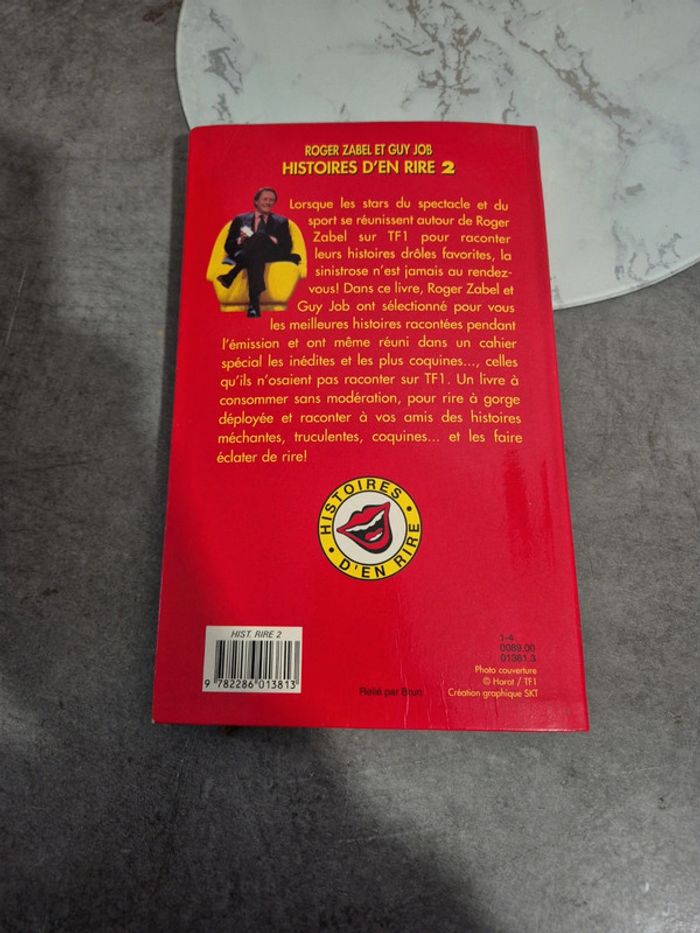 ROGER ZABEL ET GUY JOB
HISTOIRES D'EN RIRE 2
Lorsque les stars du spectacle et du
sport se réunissent autour de Roger
Zabel sur TF1 pour raconter
leurs histoires drôles favorites, la
sinistrose n'est jamais au rendez-
vous! Dans ce livre, Roger Zabel et
Guy Job ont sélectionné pour vous
les meilleures histoires racontées pendant
l'émission et ont même réuni dans un cahier
spécial les inédites et les plus coquines..., celles
qu'ils n'osaient pas raconter sur TF1. Un livre à
consommer sans modération, pour rire à gorge
déployée et raconter à vos amis des histoires
méchantes, truculentes, coquines... et les faire
éclater de rire!
HISTOIRES
D'EN RIRE
HIST. RIRE 2
9 782286 013813
Relié par Brun
1-4
0089.00
01381.3
Photo couverture
© Harot / TF1
Création graphique SKT